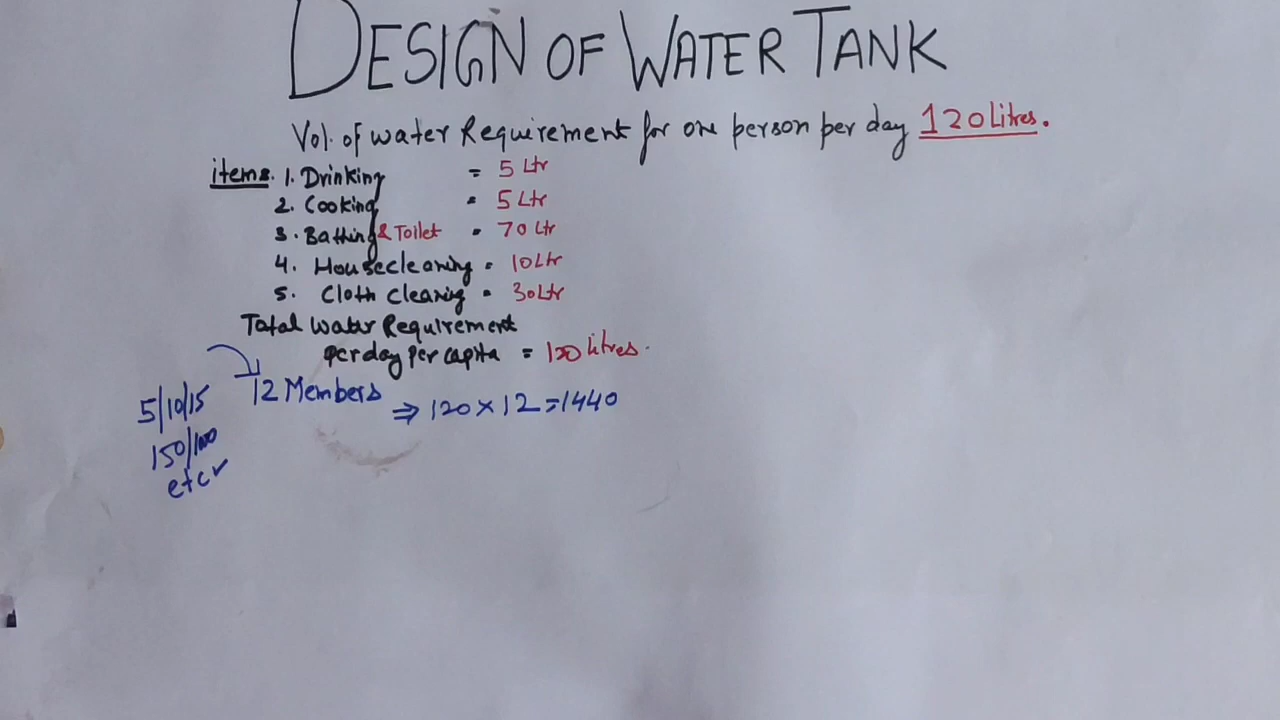 DESIGN OF WATER TANK
Vol. of water Requirement for one person per day 120 Litres.
items. 1. Drinking = 5 Ltr
2. Cooking = 5 Ltr
3. Bathing & Toilet = 70 Ltr
4. Housecleaning = 10 Ltr
5. Cloth cleaning = 30 Ltr
Total Water Requirement
per day per capita = 120 litres.
12 Members ⇒ 120 × 12 = 1440
5/10/15
150/100
etc ✓